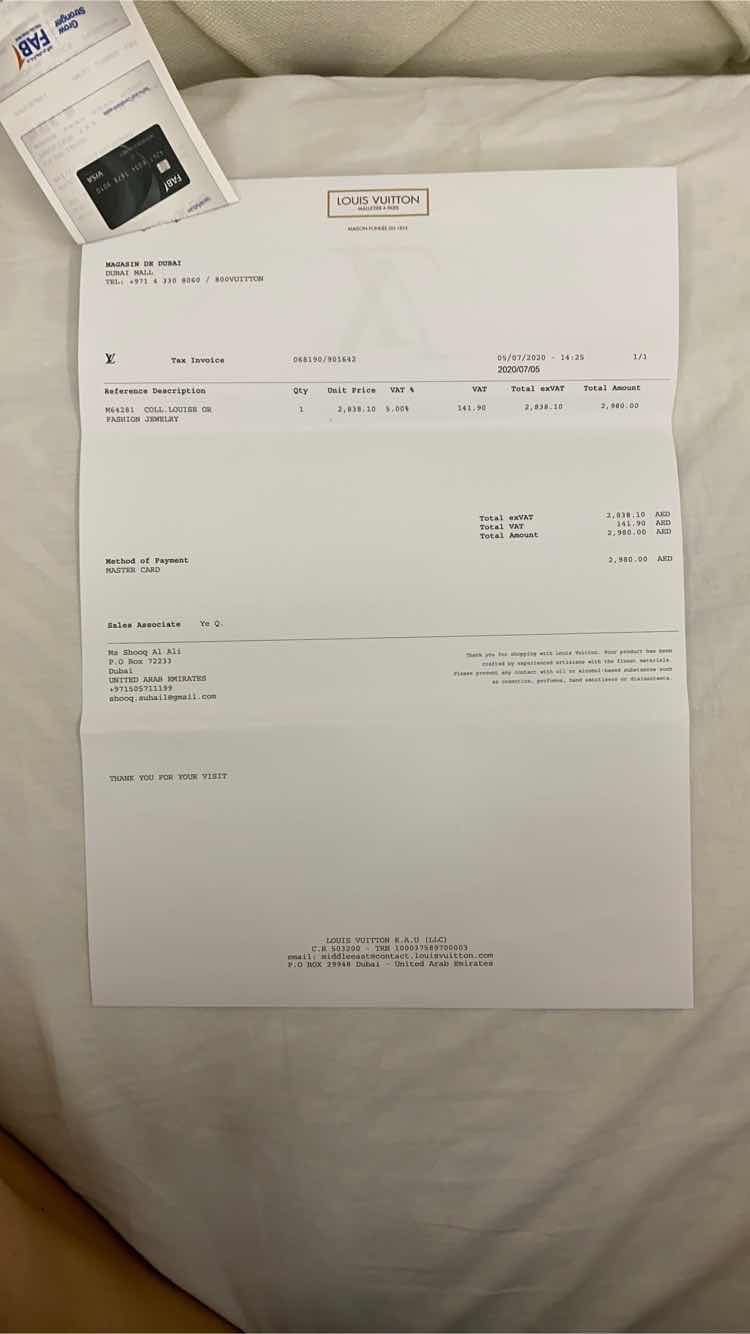 Grow
Stronger
FAB
VISA
FAB
LOUIS VUITTON
MALLETIER A PARIS
MAISON FONDÉE EN 1854
MAGASIN DE DUBAI
DUBAI MALL
TEL: +971 4 330 8060 / 800VUITTON
Tax Invoice 068190/901642 05/07/2020 - 14:25 1/1
2020/07/05
Reference Description Qty Unit Price VAT % VAT Total exVAT Total Amount
M64281 COLL.LOUISE OR 1 2,838.10 5.00% 141.90 2,838.10 2,980.00
FASHION JEWELRY
Total exVAT 2,838.10 AED
Total VAT 141.90 AED
Total Amount 2,980.00 AED
Method of Payment 2,980.00 AED
MASTER CARD
Sales Associate Ye Q.
Ms Shooq Al Ali
P.O Box 72233
Dubai
UNITED ARAB EMIRATES
+971505711199
shooq.suhail@gmail.com
Thank you for shopping with Louis Vuitton. Your product has been
crafted by experienced artisans with the finest materials.
Please prevent any contact with oil or alcohol-based substances such
as cosmetics, perfume, hand sanitizers or disinfectants.
THANK YOU FOR YOUR VISIT
LOUIS VUITTON E.A.U (LLC)
C.R 503200 - TRN 100037589700003
email: middleeast@contact.louisvuitton.com
P.O BOX 29948 Dubai - United Arab Emirates